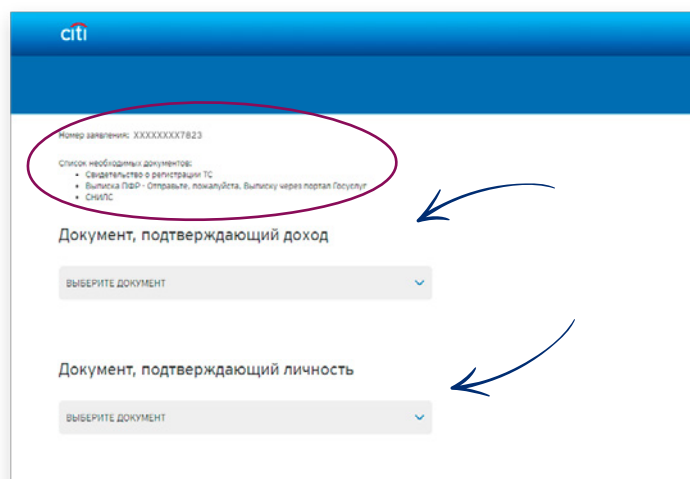 citi
Номер заявления: XXXXXXXX7823
Список необходимых документов:
Свидетельство о регистрации ТС
Выписка ПФР - Отправьте, пожалуйста, Выписку через портал Госуслуг
СНИЛС
Документ, подтверждающий доход
ВЫБЕРИТЕ ДОКУМЕНТ
Документ, подтверждающий личность
ВЫБЕРИТЕ ДОКУМЕНТ